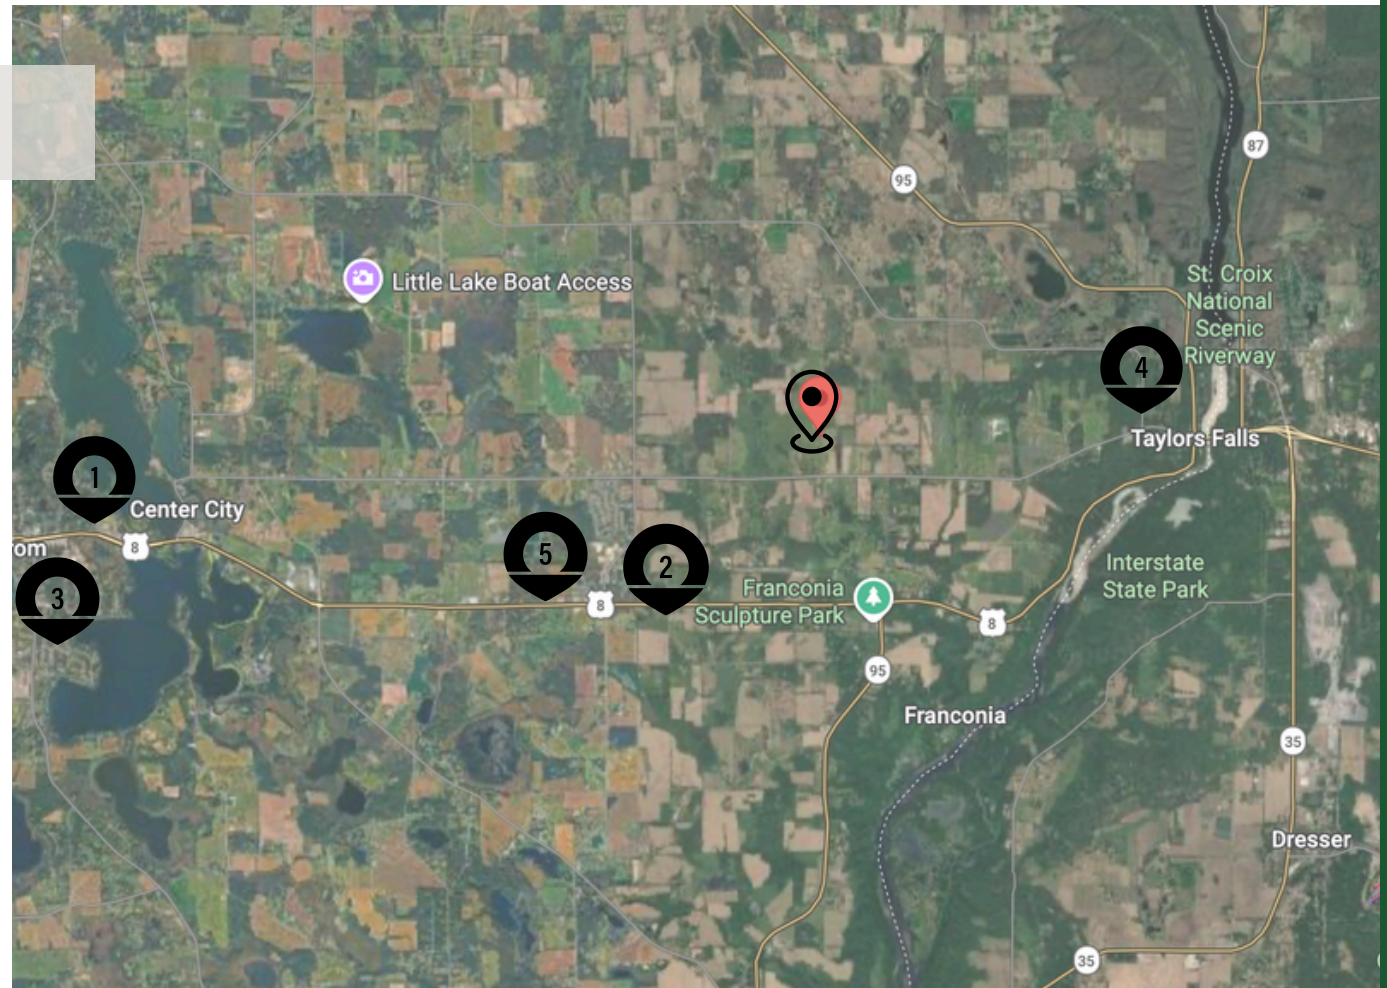 95
87
St. Croix
National
Scenic
Riverway
Little Lake Boat Access
4
Taylors Falls
1
Center City
8
om
5
2
3
8
Franconia
Sculpture Park
8
Interstate
State Park
95
Franconia
35
Dresser
35